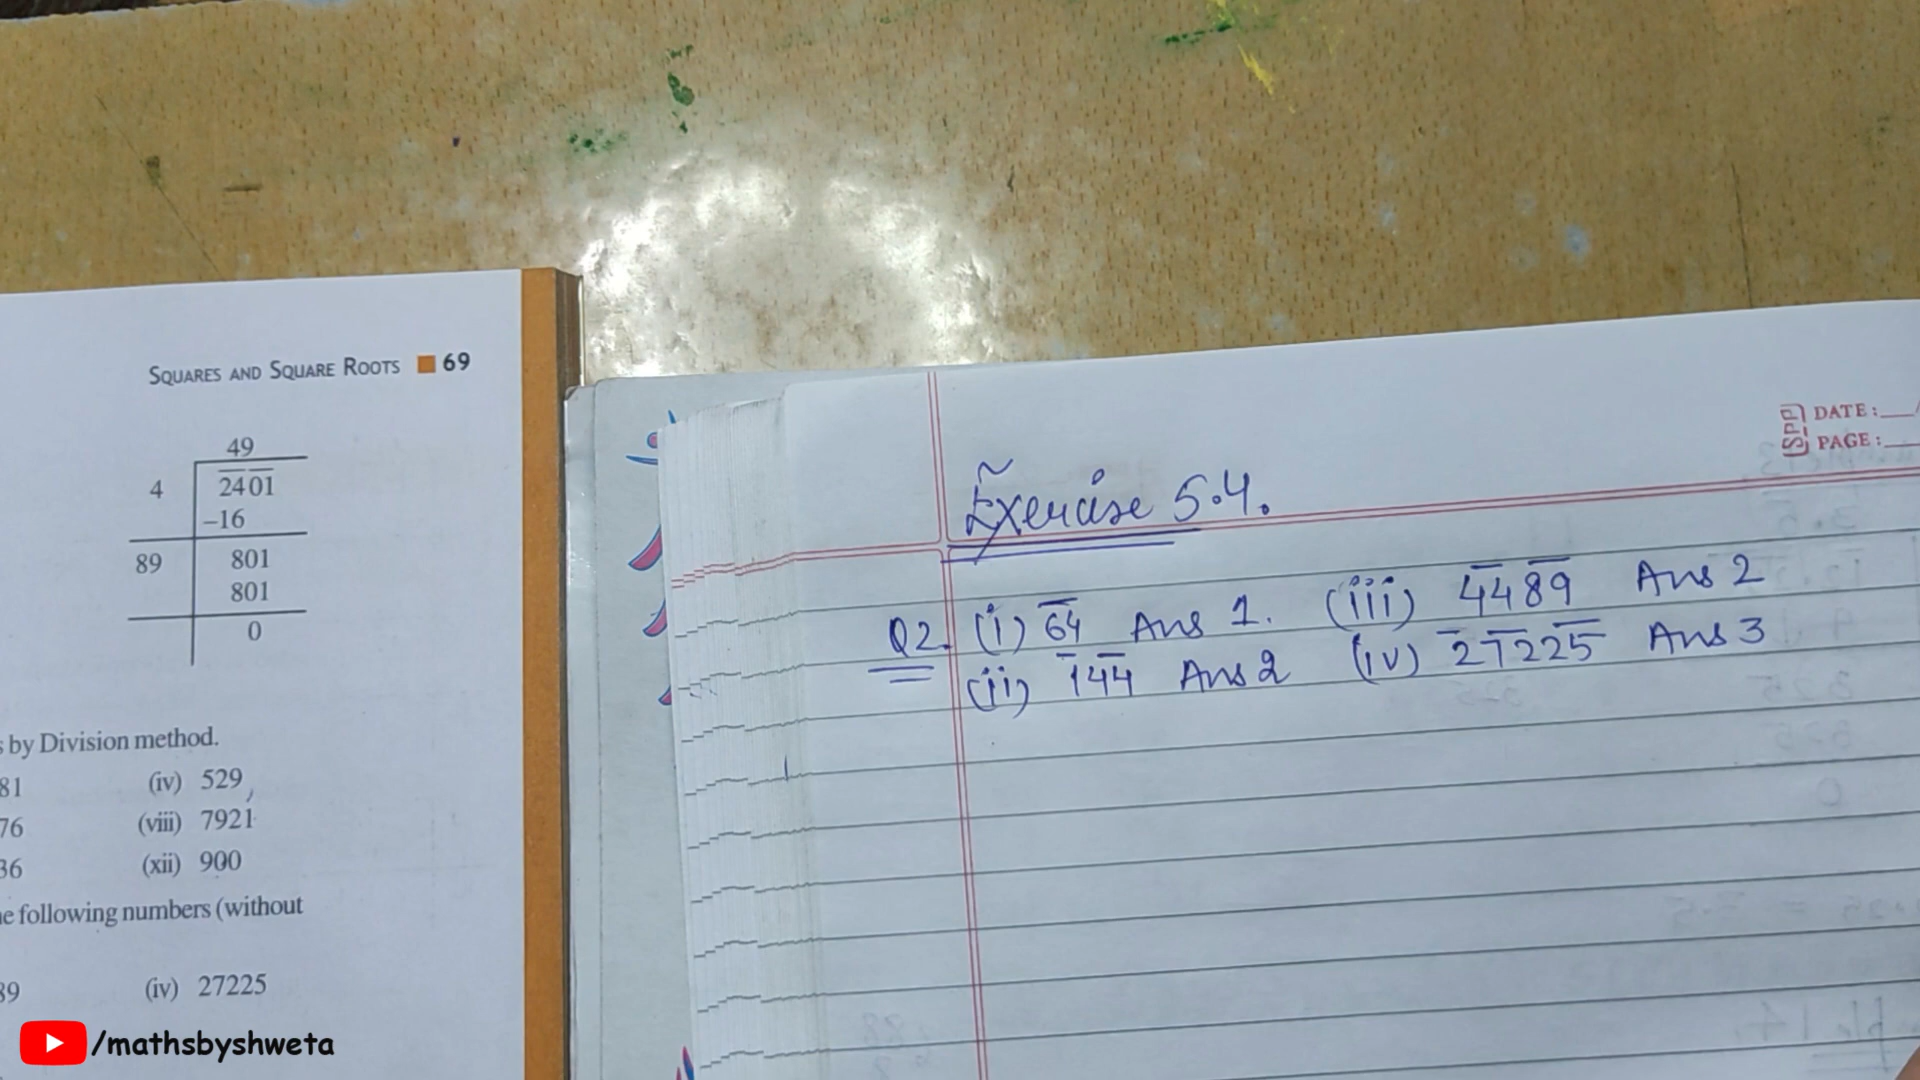 SQUARES AND SQUARE ROOTS ■ 69
49
4 2401
–16
89 801
801
0
s by Division method.
81 (iv) 529
76 (viii) 7921
36 (xii) 900
e following numbers (without
89 (iv) 27225
/mathsbyshweta
DATE:
PAGE:
Exercise 5.4.
Q2. (i) 64 Ans 1. (iii) 4489 Ans 2
(ii) 144 Ans 2 (iv) 27225 Ans 3